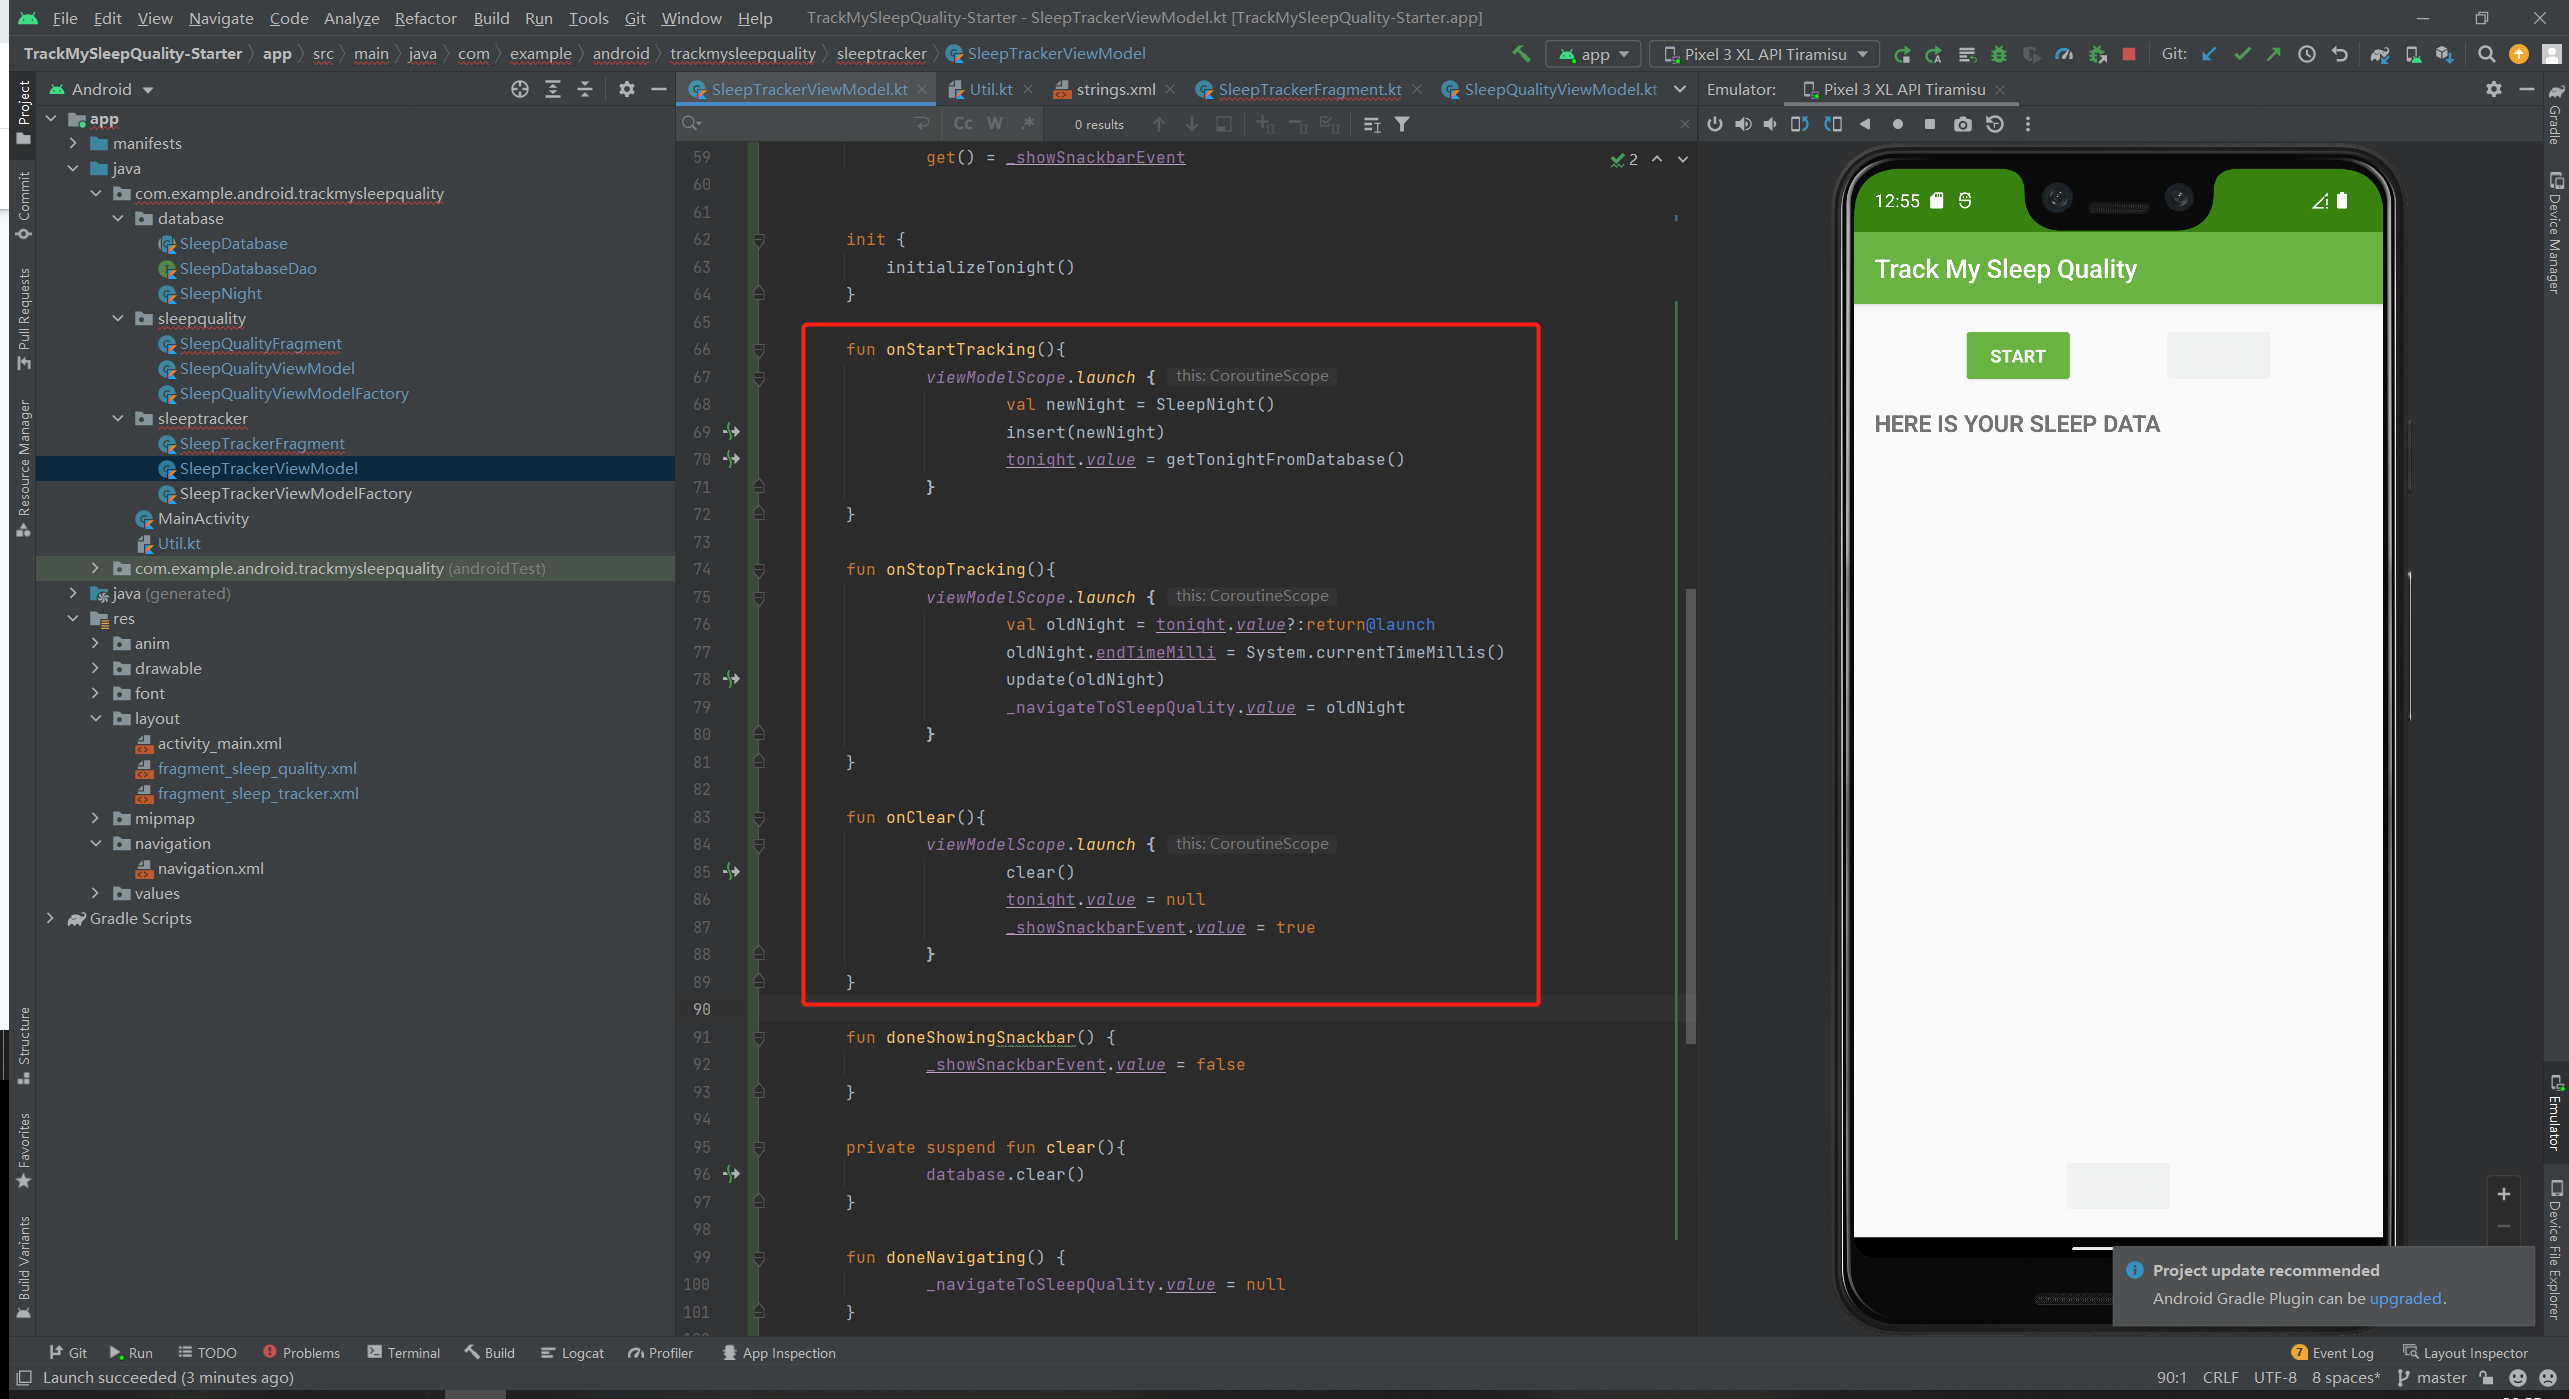 File Edit View Navigate Code Analyze Refactor Build Run Tools Git Window Help TrackMySleepQuality-Starter - SleepTrackerViewModel.kt [TrackMySleepQuality-Starter.app]
TrackMySleepQuality-Starter app src main java com example android trackmysleepquality sleeptracker SleepTrackerViewModel app Pixel 3 XL API Tiramisu Git:
Project
Commit
Pull Requests
Resource Manager
Structure
Favorites
Build Variants
Android
app
manifests
java
com.example.android.trackmysleepquality
database
SleepDatabase
SleepDatabaseDao
SleepNight
sleepquality
SleepQualityFragment
SleepQualityViewModel
SleepQualityViewModelFactory
sleeptracker
SleepTrackerFragment
SleepTrackerViewModel
SleepTrackerViewModelFactory
MainActivity
Util.kt
com.example.android.trackmysleepquality (androidTest)
java (generated)
res
anim
drawable
font
layout
activity_main.xml
fragment_sleep_quality.xml
fragment_sleep_tracker.xml
mipmap
navigation
navigation.xml
values
Gradle Scripts
SleepTrackerViewModel.kt Util.kt strings.xml SleepTrackerFragment.kt SleepQualityViewModel.kt
Cc W .* 0 results
2
59 get() = _showSnackbarEvent
60
61
62 init {
63 initializeTonight()
64 }
65
66 fun onStartTracking(){
67 viewModelScope.launch { this: CoroutineScope
68 val newNight = SleepNight()
69 insert(newNight)
70 tonight.value = getTonightFromDatabase()
71 }
72 }
73
74 fun onStopTracking(){
75 viewModelScope.launch { this: CoroutineScope
76 val oldNight = tonight.value?:return@launch
77 oldNight.endTimeMilli = System.currentTimeMillis()
78 update(oldNight)
79 _navigateToSleepQuality.value = oldNight
80 }
81 }
82
83 fun onClear(){
84 viewModelScope.launch { this: CoroutineScope
85 clear()
86 tonight.value = null
87 _showSnackbarEvent.value = true
88 }
89 }
90
91 fun doneShowingSnackbar() {
92 _showSnackbarEvent.value = false
93 }
94
95 private suspend fun clear(){
96 database.clear()
97 }
98
99 fun doneNavigating() {
100 _navigateToSleepQuality.value = null
101 }
Emulator: Pixel 3 XL API Tiramisu
12:55
Track My Sleep Quality
START
HERE IS YOUR SLEEP DATA
Project update recommended
Android Gradle Plugin can be upgraded.
Gradle
Device Manager
Emulator
Device File Explorer
Git Run TODO Problems Terminal Build Logcat Profiler App Inspection 7 Event Log Layout Inspector
Launch succeeded (3 minutes ago) 90:1 CRLF UTF-8 8 spaces* master